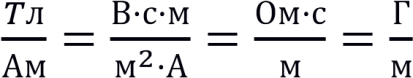 Тл/Ам = В·с·м/м²·А = Ом·с/м = Г/м